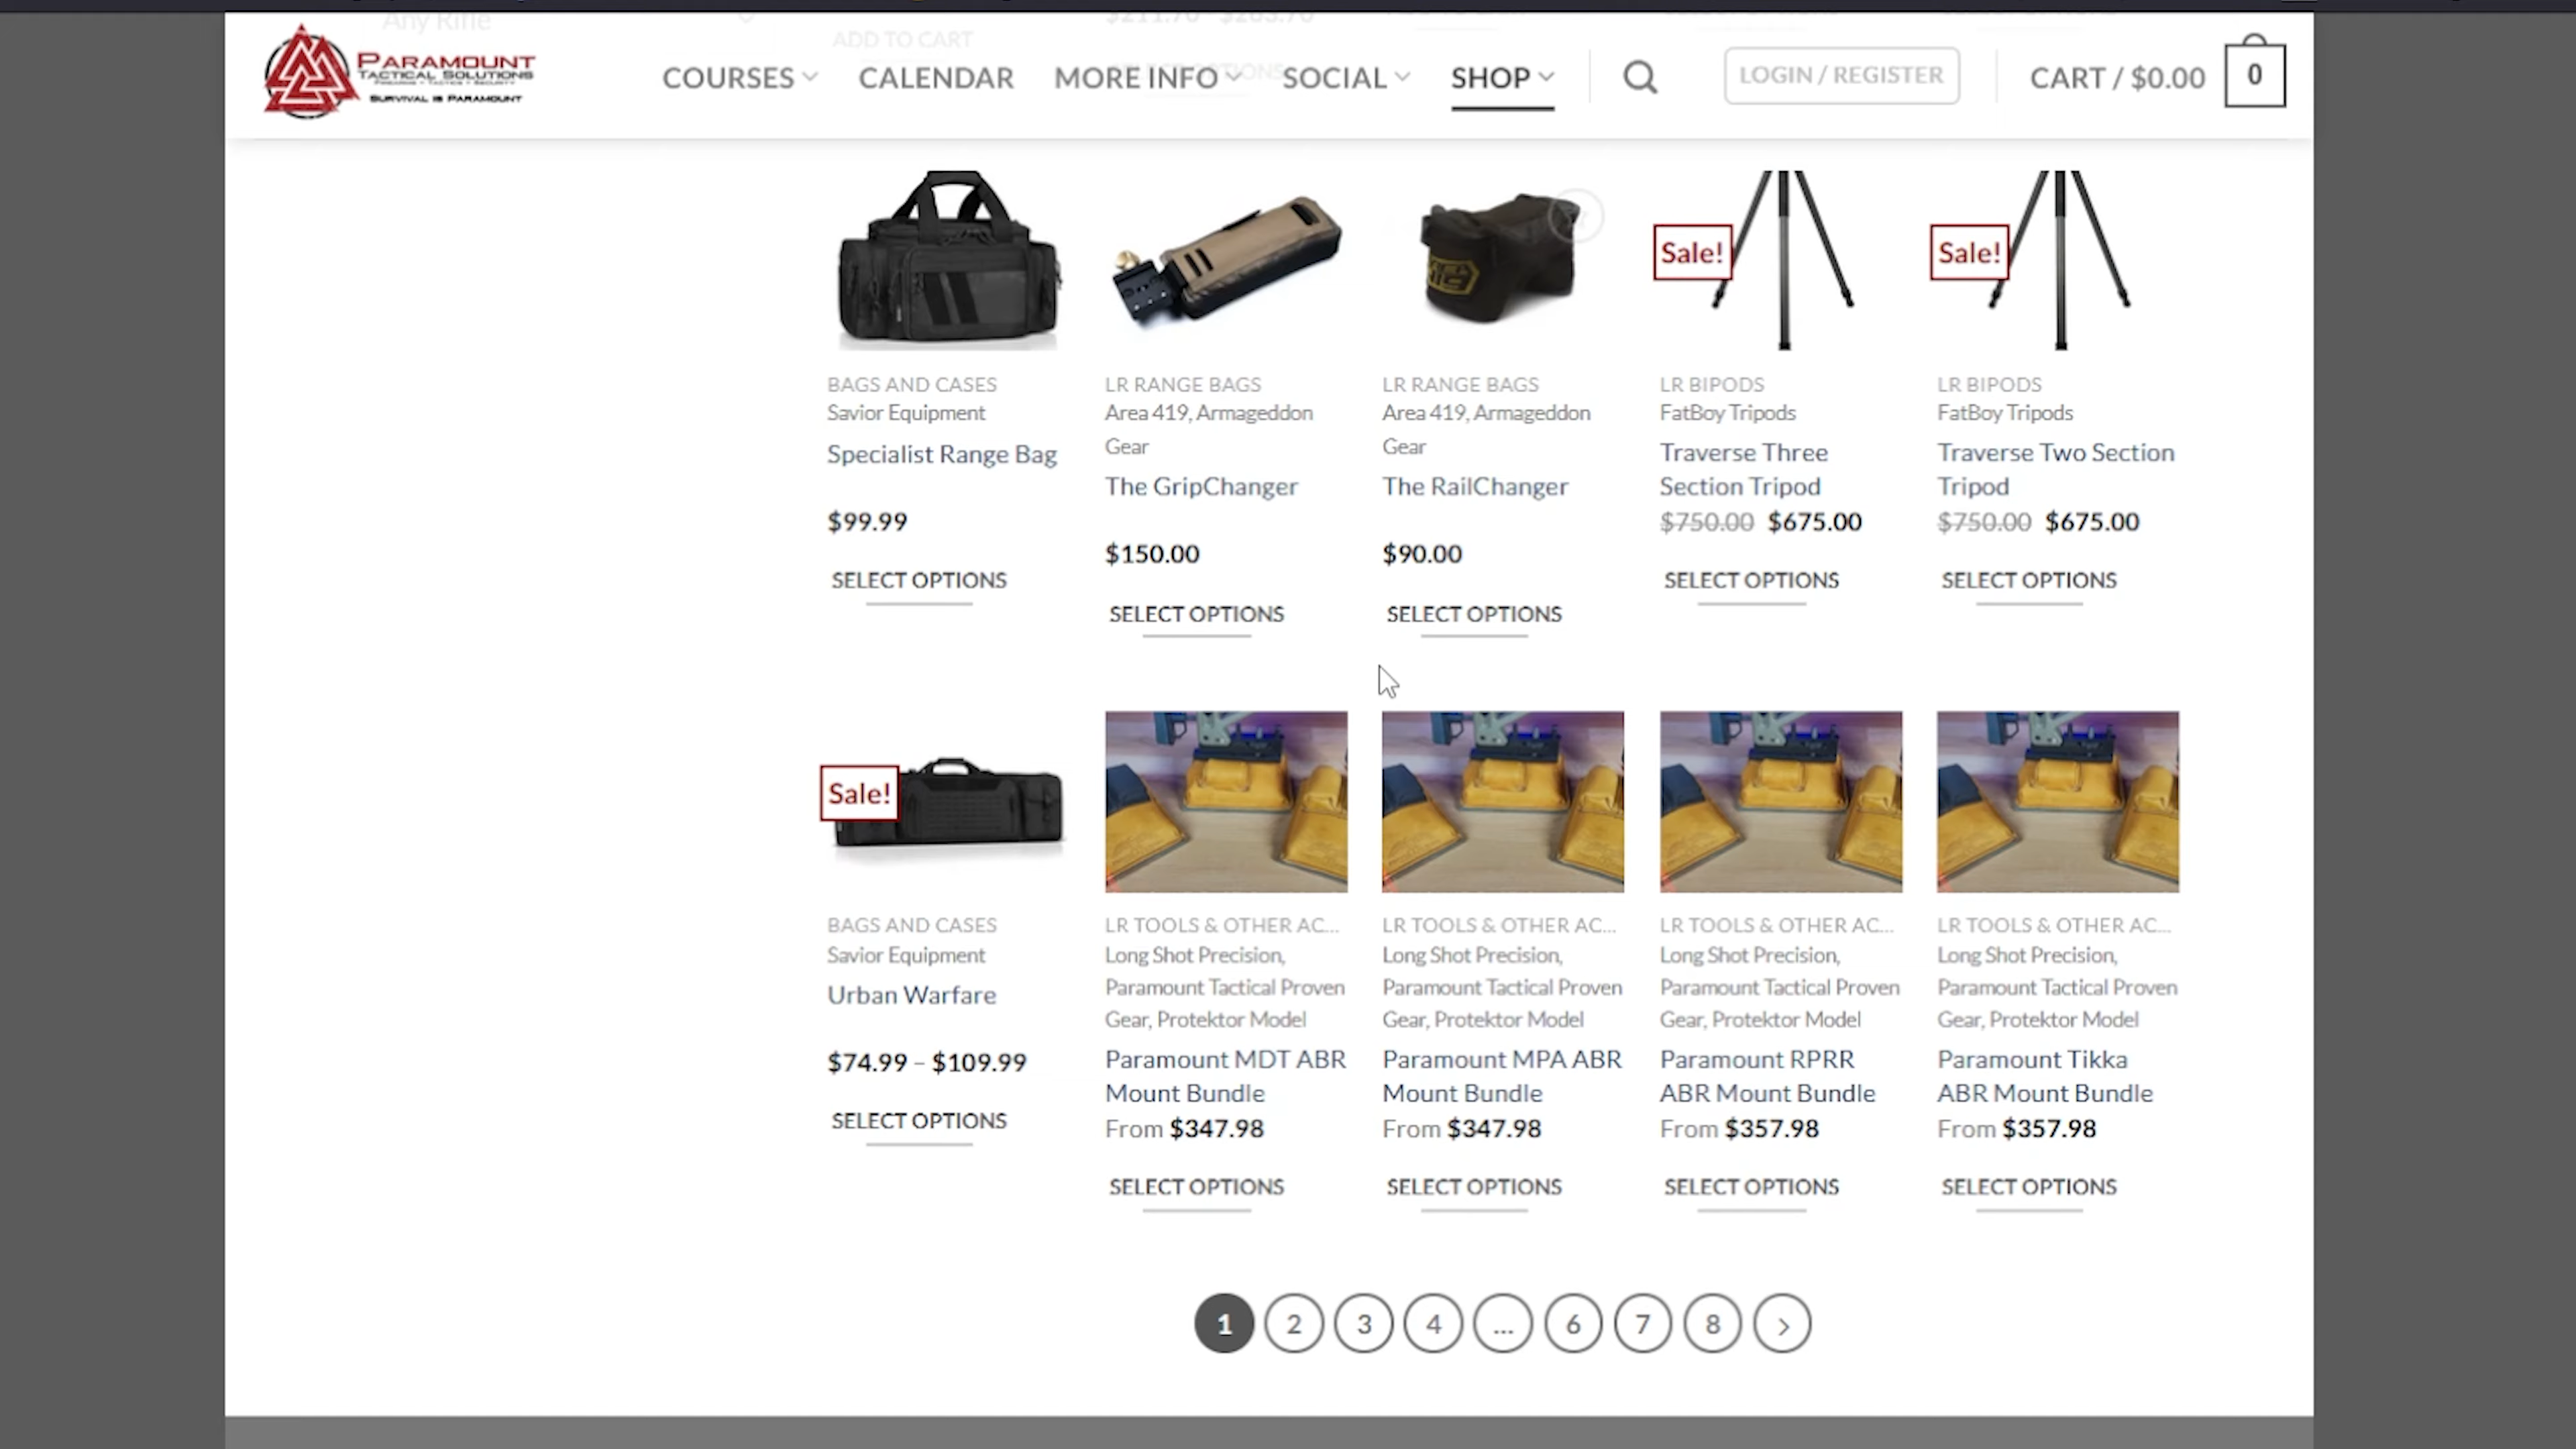 Any Rifle
ADD TO CART
PARAMOUNT
TACTICAL SOLUTIONS
FIREARMS • TACTICS • SECURITY
SURVIVAL IS PARAMOUNT
COURSES
CALENDAR
MORE INFO
SOCIAL
SHOP
LOGIN / REGISTER
CART / $0.00
0
Sale!
Sale!
BAGS AND CASES
Savior Equipment
Specialist Range Bag
$99.99
SELECT OPTIONS
LR RANGE BAGS
Area 419, Armageddon
Gear
The GripChanger
$150.00
SELECT OPTIONS
LR RANGE BAGS
Area 419, Armageddon
Gear
The RailChanger
$90.00
SELECT OPTIONS
LR BIPODS
FatBoy Tripods
Traverse Three
Section Tripod
$750.00 $675.00
SELECT OPTIONS
LR BIPODS
FatBoy Tripods
Traverse Two Section
Tripod
$750.00 $675.00
SELECT OPTIONS
Sale!
BAGS AND CASES
Savior Equipment
Urban Warfare
$74.99 – $109.99
SELECT OPTIONS
LR TOOLS & OTHER AC...
Long Shot Precision,
Paramount Tactical Proven
Gear, Protektor Model
Paramount MDT ABR
Mount Bundle
From $347.98
SELECT OPTIONS
LR TOOLS & OTHER AC...
Long Shot Precision,
Paramount Tactical Proven
Gear, Protektor Model
Paramount MPA ABR
Mount Bundle
From $347.98
SELECT OPTIONS
LR TOOLS & OTHER AC...
Long Shot Precision,
Paramount Tactical Proven
Gear, Protektor Model
Paramount RPRR
ABR Mount Bundle
From $357.98
SELECT OPTIONS
LR TOOLS & OTHER AC...
Long Shot Precision,
Paramount Tactical Proven
Gear, Protektor Model
Paramount Tikka
ABR Mount Bundle
From $357.98
SELECT OPTIONS
1 2 3 4 ... 6 7 8 >